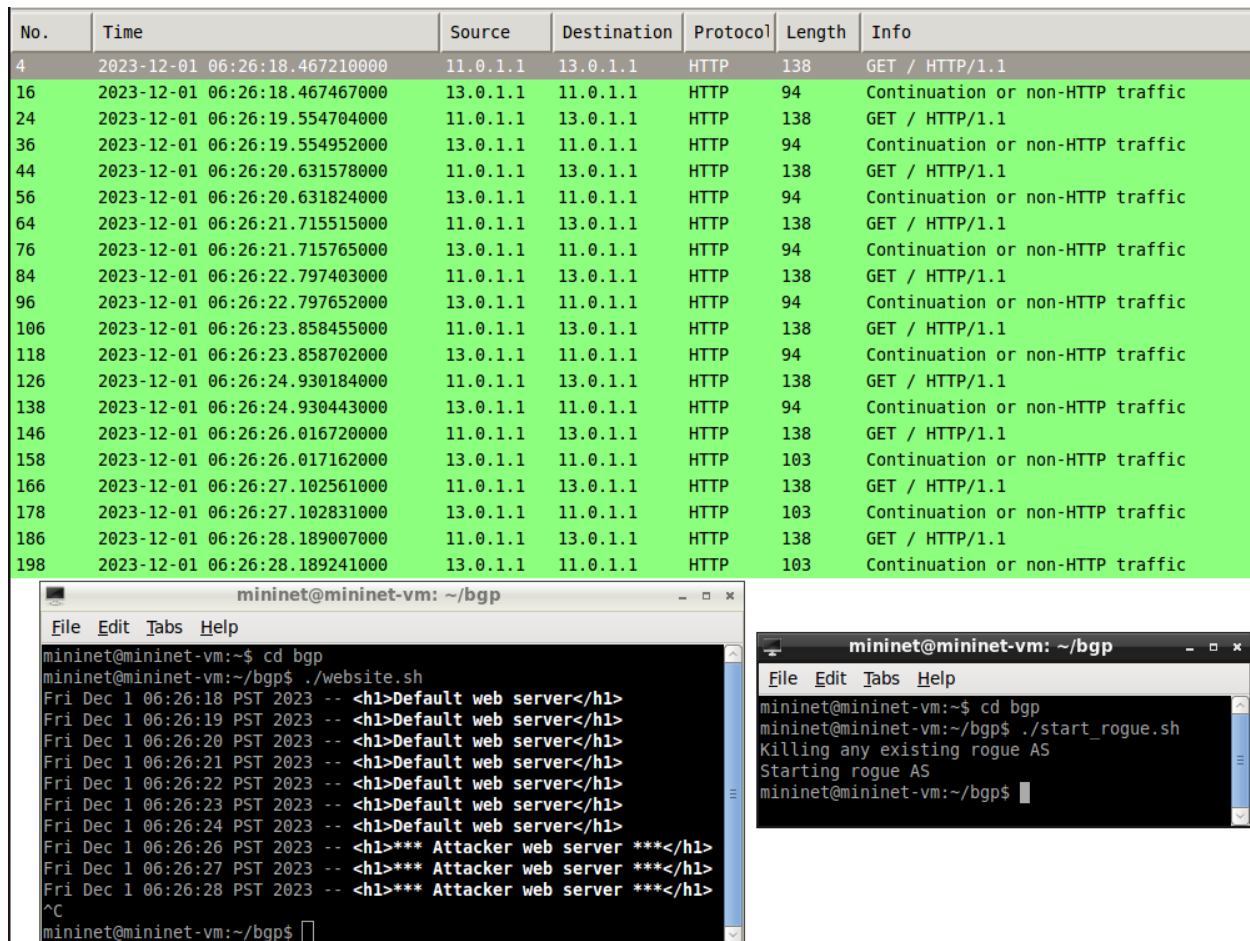 No. Time Source Destination Protocol Length Info
4 2023-12-01 06:26:18.467210000 11.0.1.1 13.0.1.1 HTTP 138 GET / HTTP/1.1
16 2023-12-01 06:26:18.467467000 13.0.1.1 11.0.1.1 HTTP 94 Continuation or non-HTTP traffic
24 2023-12-01 06:26:19.554704000 11.0.1.1 13.0.1.1 HTTP 138 GET / HTTP/1.1
36 2023-12-01 06:26:19.554952000 13.0.1.1 11.0.1.1 HTTP 94 Continuation or non-HTTP traffic
44 2023-12-01 06:26:20.631578000 11.0.1.1 13.0.1.1 HTTP 138 GET / HTTP/1.1
56 2023-12-01 06:26:20.631824000 13.0.1.1 11.0.1.1 HTTP 94 Continuation or non-HTTP traffic
64 2023-12-01 06:26:21.715515000 11.0.1.1 13.0.1.1 HTTP 138 GET / HTTP/1.1
76 2023-12-01 06:26:21.715765000 13.0.1.1 11.0.1.1 HTTP 94 Continuation or non-HTTP traffic
84 2023-12-01 06:26:22.797403000 11.0.1.1 13.0.1.1 HTTP 138 GET / HTTP/1.1
96 2023-12-01 06:26:22.797652000 13.0.1.1 11.0.1.1 HTTP 94 Continuation or non-HTTP traffic
106 2023-12-01 06:26:23.858455000 11.0.1.1 13.0.1.1 HTTP 138 GET / HTTP/1.1
118 2023-12-01 06:26:23.858702000 13.0.1.1 11.0.1.1 HTTP 94 Continuation or non-HTTP traffic
126 2023-12-01 06:26:24.930184000 11.0.1.1 13.0.1.1 HTTP 138 GET / HTTP/1.1
138 2023-12-01 06:26:24.930443000 13.0.1.1 11.0.1.1 HTTP 94 Continuation or non-HTTP traffic
146 2023-12-01 06:26:26.016720000 11.0.1.1 13.0.1.1 HTTP 138 GET / HTTP/1.1
158 2023-12-01 06:26:26.017162000 13.0.1.1 11.0.1.1 HTTP 103 Continuation or non-HTTP traffic
166 2023-12-01 06:26:27.102561000 11.0.1.1 13.0.1.1 HTTP 138 GET / HTTP/1.1
178 2023-12-01 06:26:27.102831000 13.0.1.1 11.0.1.1 HTTP 103 Continuation or non-HTTP traffic
186 2023-12-01 06:26:28.189007000 11.0.1.1 13.0.1.1 HTTP 138 GET / HTTP/1.1
198 2023-12-01 06:26:28.189241000 13.0.1.1 11.0.1.1 HTTP 103 Continuation or non-HTTP traffic
mininet@mininet-vm: ~/bgp
File Edit Tabs Help
mininet@mininet-vm:~$ cd bgp
mininet@mininet-vm:~/bgp$ ./website.sh
Fri Dec 1 06:26:18 PST 2023 -- <h1>Default web server</h1>
Fri Dec 1 06:26:19 PST 2023 -- <h1>Default web server</h1>
Fri Dec 1 06:26:20 PST 2023 -- <h1>Default web server</h1>
Fri Dec 1 06:26:21 PST 2023 -- <h1>Default web server</h1>
Fri Dec 1 06:26:22 PST 2023 -- <h1>Default web server</h1>
Fri Dec 1 06:26:23 PST 2023 -- <h1>Default web server</h1>
Fri Dec 1 06:26:24 PST 2023 -- <h1>Default web server</h1>
Fri Dec 1 06:26:26 PST 2023 -- <h1>*** Attacker web server ***</h1>
Fri Dec 1 06:26:27 PST 2023 -- <h1>*** Attacker web server ***</h1>
Fri Dec 1 06:26:28 PST 2023 -- <h1>*** Attacker web server ***</h1>
^C
mininet@mininet-vm:~/bgp$
mininet@mininet-vm: ~/bgp
File Edit Tabs Help
mininet@mininet-vm:~$ cd bgp
mininet@mininet-vm:~/bgp$ ./start_rogue.sh
Killing any existing rogue AS
Starting rogue AS
mininet@mininet-vm:~/bgp$